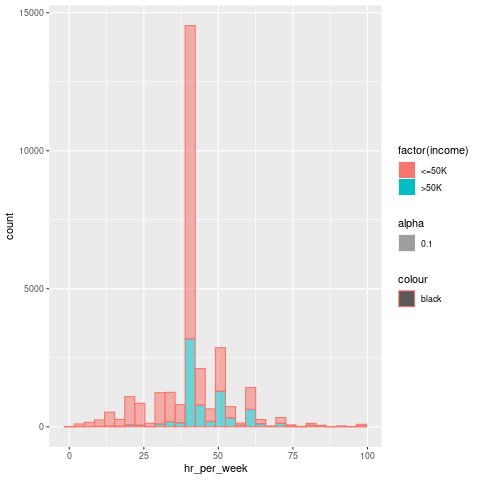 15000
10000
5000
0
count
0 25 50 75 100
hr_per_week
factor(income)
<=50K
>50K
alpha
0.1
colour
black